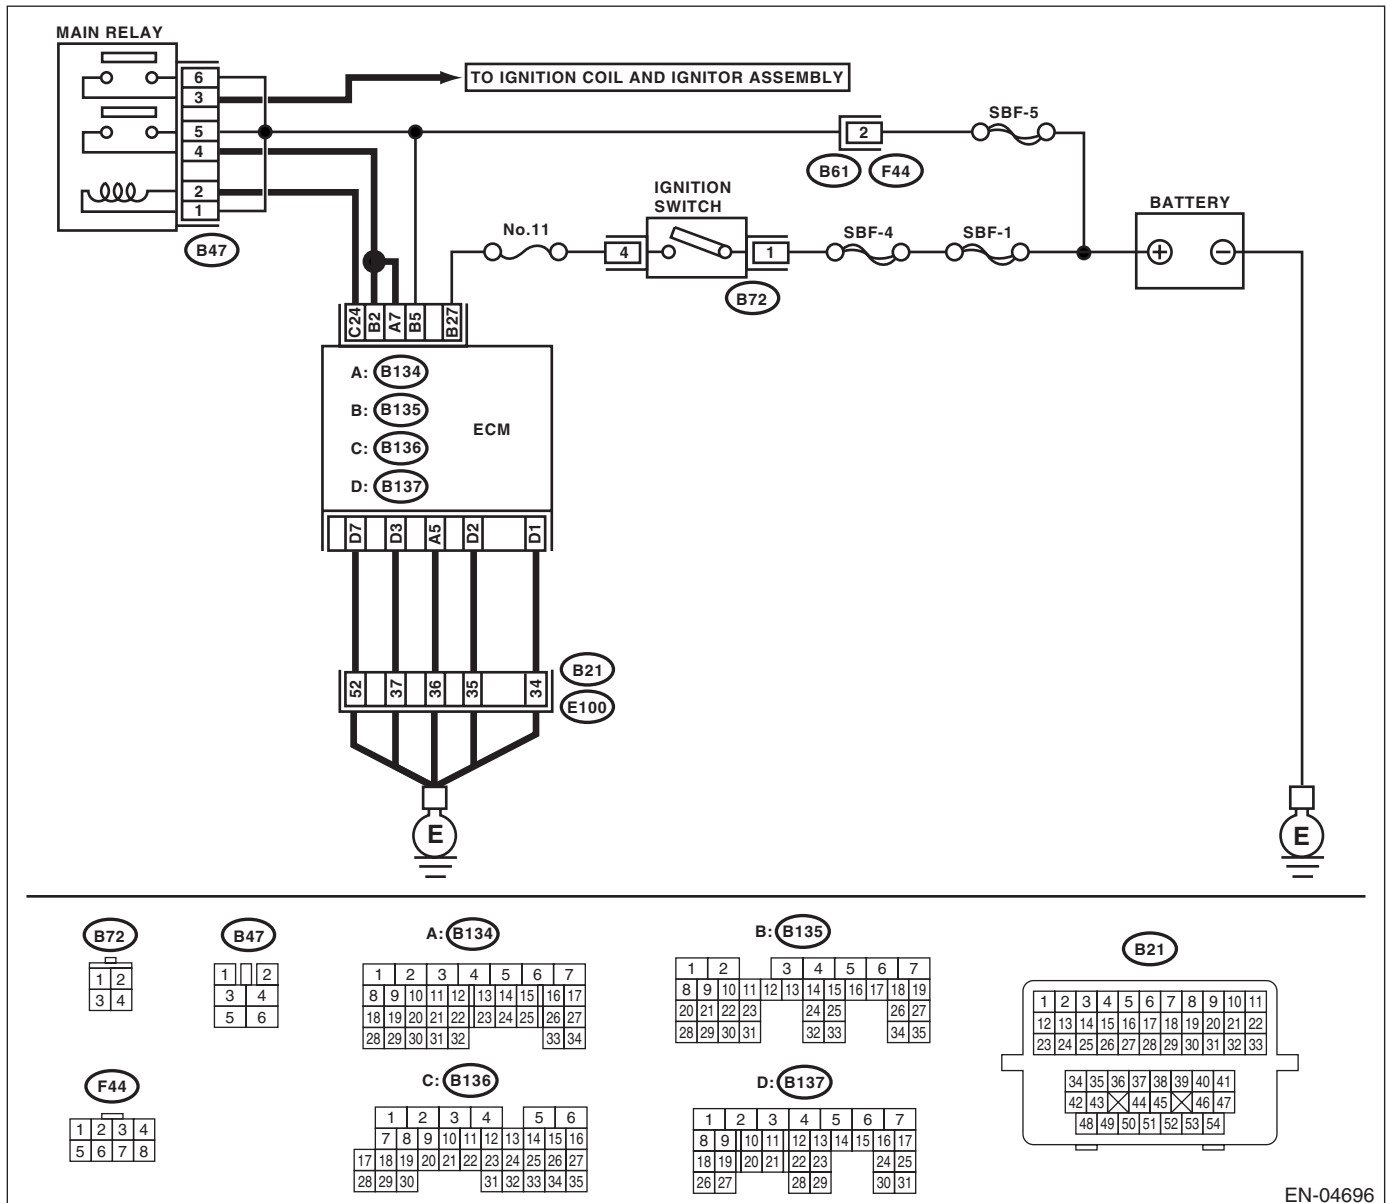 MAIN RELAY
6
3
5
4
2
1
B47
TO IGNITION COIL AND IGNITOR ASSEMBLY
2
B61 F44
SBF-5
IGNITION
SWITCH
BATTERY
No.11
4
1
B72
SBF-4
SBF-1
+ −
C24 B2 A7 B5 B27
A: B134
B: B135
C: B136
D: B137
ECM
D7 D3 A5 D2 D1
52 37 36 35 34
B21
E100
E
E
B72
1 2
3 4
B47
1 2
3 4
5 6
A: B134
1 2 3 4 5 6 7
8 9 10 11 12 13 14 15 16 17
18 19 20 21 22 23 24 25 26 27
28 29 30 31 32 33 34
B: B135
1 2 3 4 5 6 7
8 9 10 11 12 13 14 15 16 17 18 19
20 21 22 23 24 25 26 27
28 29 30 31 32 33 34 35
B21
1 2 3 4 5 6 7 8 9 10 11
12 13 14 15 16 17 18 19 20 21 22
23 24 25 26 27 28 29 30 31 32 33
34 35 36 37 38 39 40 41
42 43 44 45 46 47
48 49 50 51 52 53 54
F44
1 2 3 4
5 6 7 8
C: B136
1 2 3 4 5 6
7 8 9 10 11 12 13 14 15 16
17 18 19 20 21 22 23 24 25 26 27
28 29 30 31 32 33 34 35
D: B137
1 2 3 4 5 6 7
8 9 10 11 12 13 14 15 16 17
18 19 20 21 22 23 24 25
26 27 28 29 30 31
EN-04696